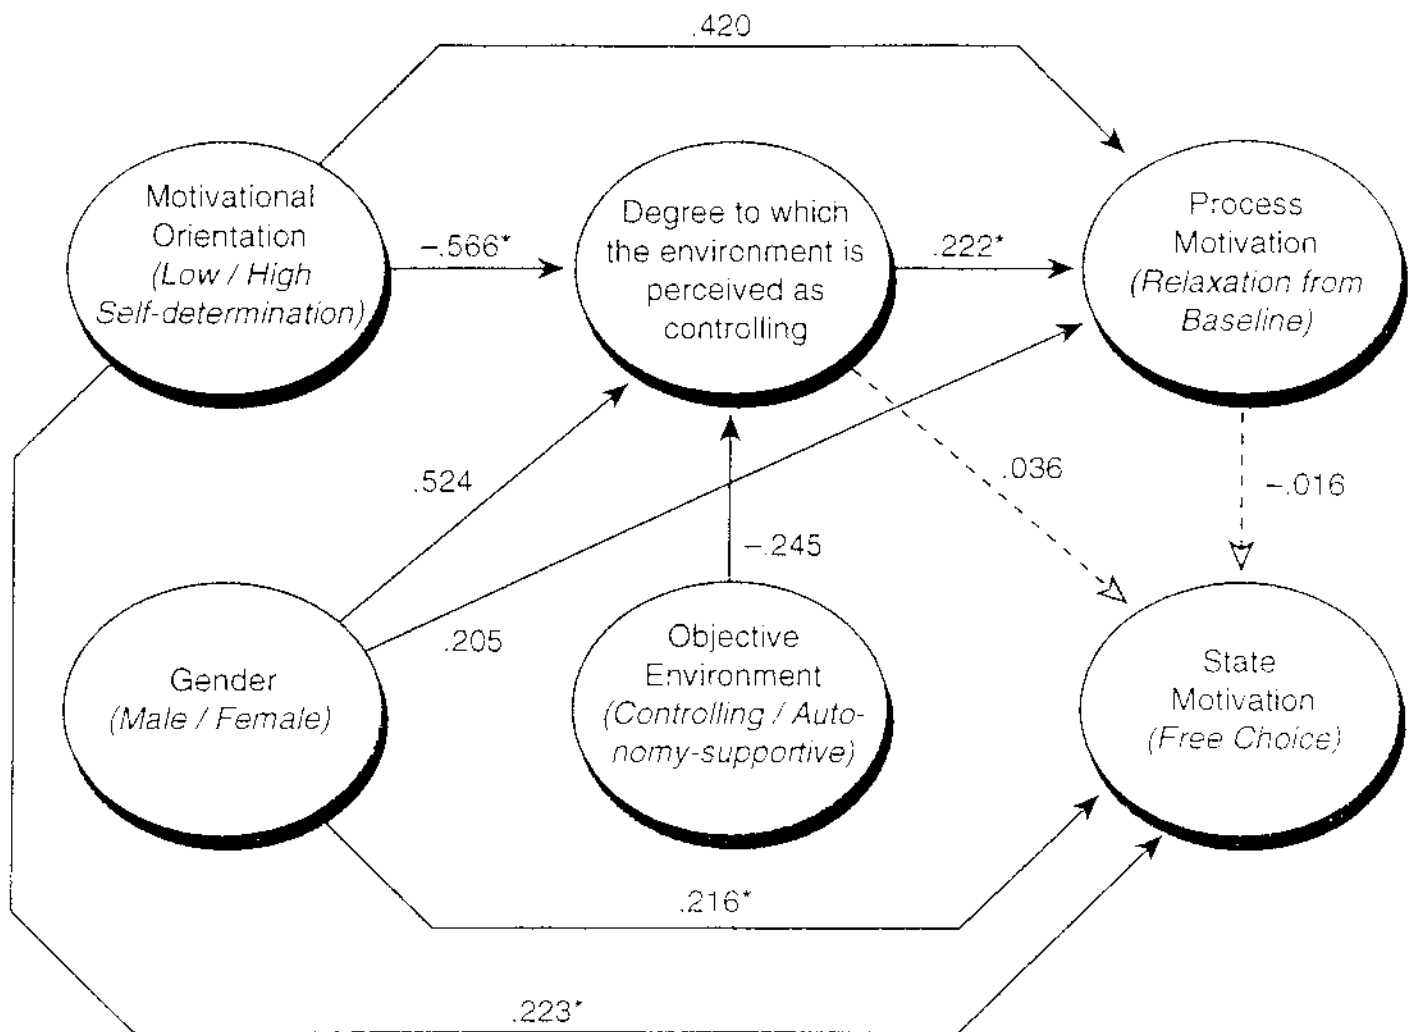 .420
Motivational
Orientation
(Low / High
Self-determination)
–.566*
Degree to which
the environment is
perceived as
controlling
.222*
Process
Motivation
(Relaxation from
Baseline)
.524
.036
–.016
–.245
.205
Gender
(Male / Female)
Objective
Environment
(Controlling / Auto-
nomy-supportive)
State
Motivation
(Free Choice)
.216*
.223*